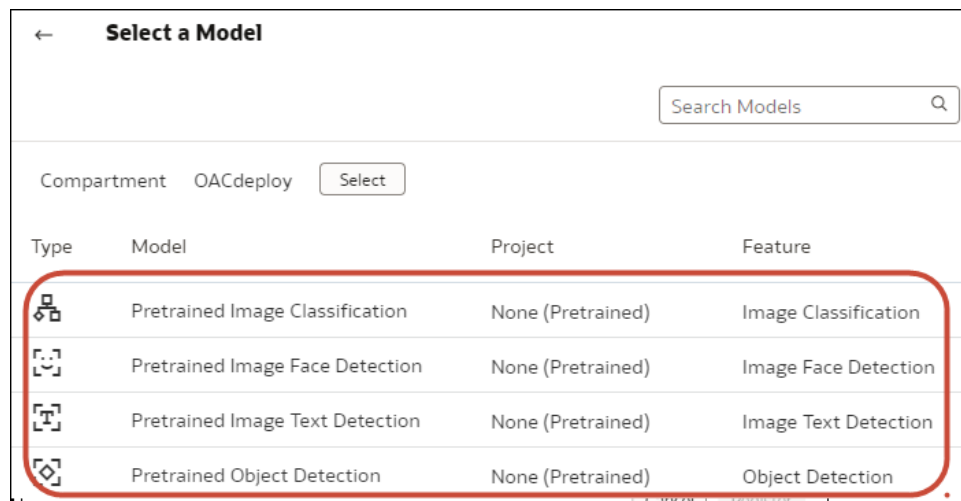 ← Select a Model
Search Models
Compartment OACdeploy Select
Type Model Project Feature
Pretrained Image Classification None (Pretrained) Image Classification
Pretrained Image Face Detection None (Pretrained) Image Face Detection
T Pretrained Image Text Detection None (Pretrained) Image Text Detection
Pretrained Object Detection None (Pretrained) Object Detection